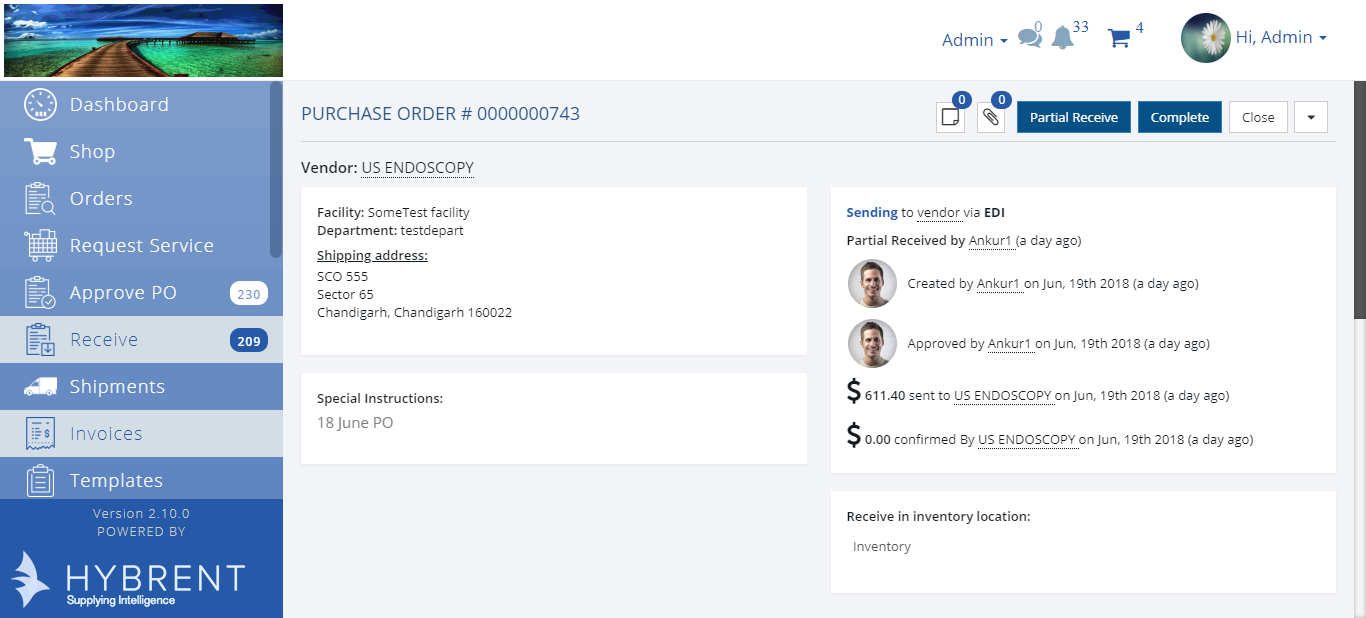 Admin
0
33
4
Hi, Admin
Dashboard
Shop
Orders
Request Service
Approve PO 230
Receive 209
Shipments
Invoices
Templates
Version 2.10.0
POWERED BY
HYBRENT
Supplying Intelligence
PURCHASE ORDER # 0000000743
0
0
Partial Receive
Complete
Close
Vendor: US ENDOSCOPY
Facility: SomeTest facility
Department: testdepart
Shipping address:
SCO 555
Sector 65
Chandigarh, Chandigarh 160022
Special Instructions:
18 June PO
Sending to vendor via EDI
Partial Received by Ankur1 (a day ago)
Created by Ankur1 on Jun, 19th 2018 (a day ago)
Approved by Ankur1 on Jun, 19th 2018 (a day ago)
$ 611.40 sent to US ENDOSCOPY on Jun, 19th 2018 (a day ago)
$ 0.00 confirmed By US ENDOSCOPY on Jun, 19th 2018 (a day ago)
Receive in inventory location:
Inventory